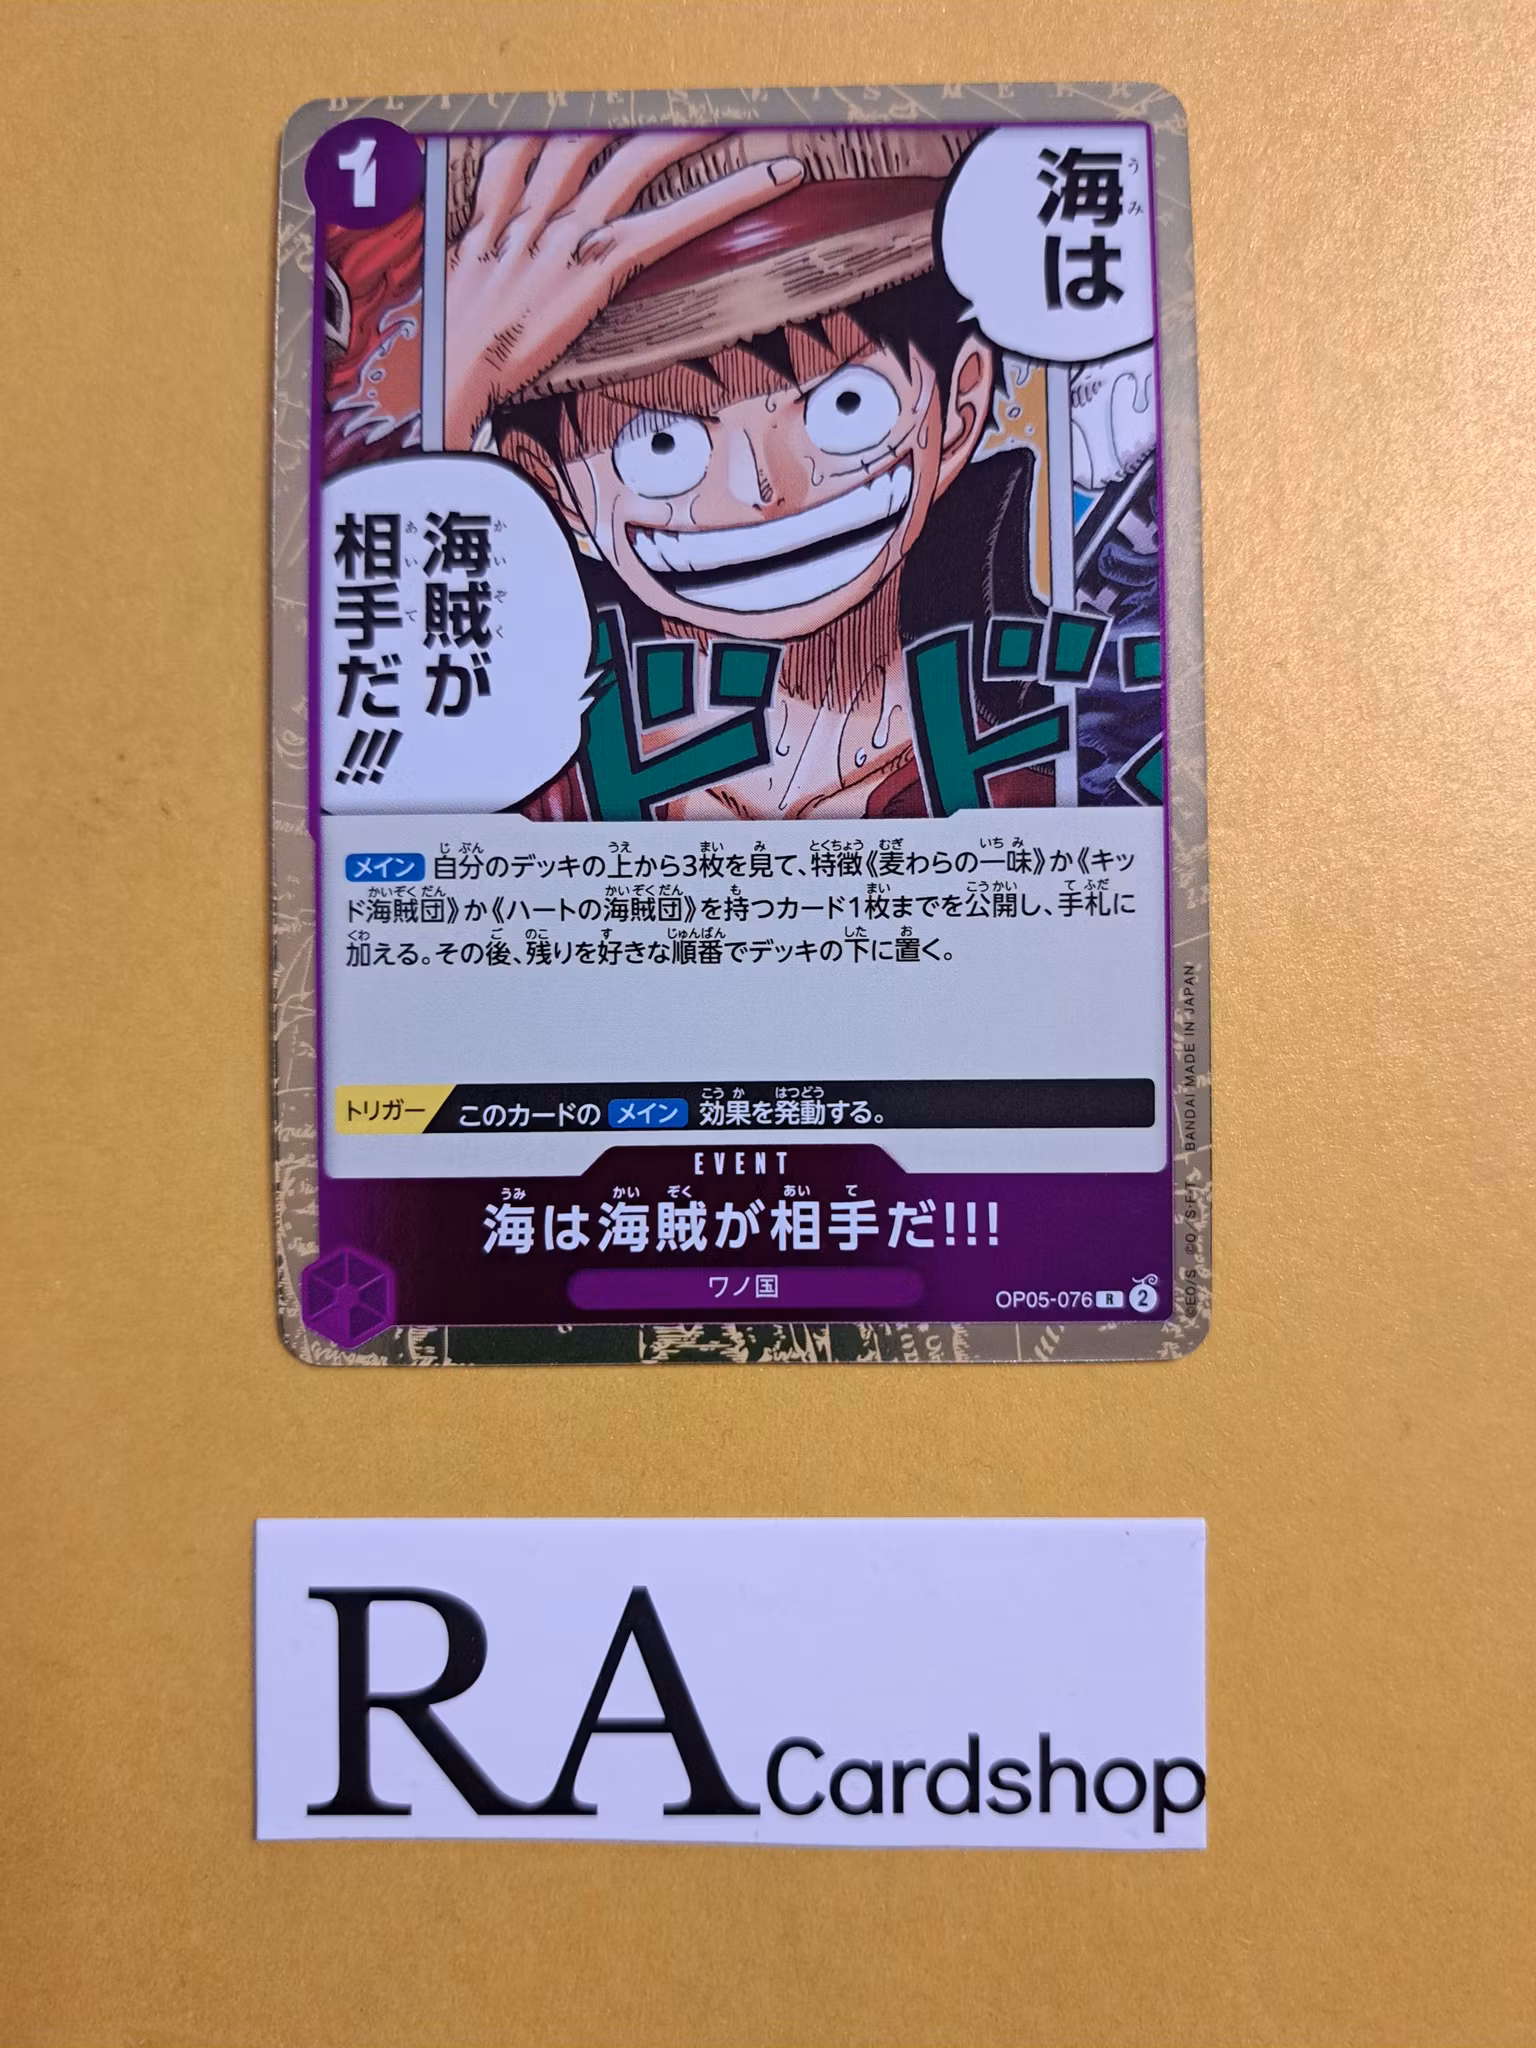 1
海は
海賊が
相手だ!!!
ドドド
メイン 自分のデッキの上から3枚を見て、特徴《麦わらの一味》か《キッ
ド海賊団》か《ハートの海賊団》を持つカード1枚までを公開し、手札に
加える。その後、残りを好きな順番でデッキの下に置く。
トリガー このカードの メイン 効果を発動する。
EVENT
海は海賊が相手だ!!!
ワノ国
OP05-076 R 2
©EO/S. ©O/S·F·T BANDAI MADE IN JAPAN
RA Cardshop